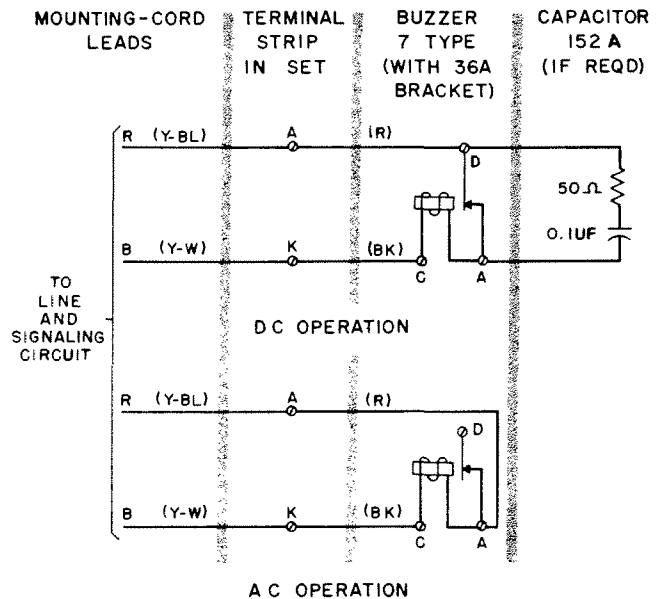 MOUNTING-CORD LEADS
TERMINAL STRIP IN SET
BUZZER 7 TYPE (WITH 36A BRACKET)
CAPACITOR 152 A (IF REQD)
R (Y-BL) A (R)
D
50Ω
0.1UF
B (Y-W) K (BK)
C A
TO LINE AND SIGNALING CIRCUIT
DC OPERATION
R (Y-BL) A (R)
D
B (Y-W) K (BK)
C A
AC OPERATION